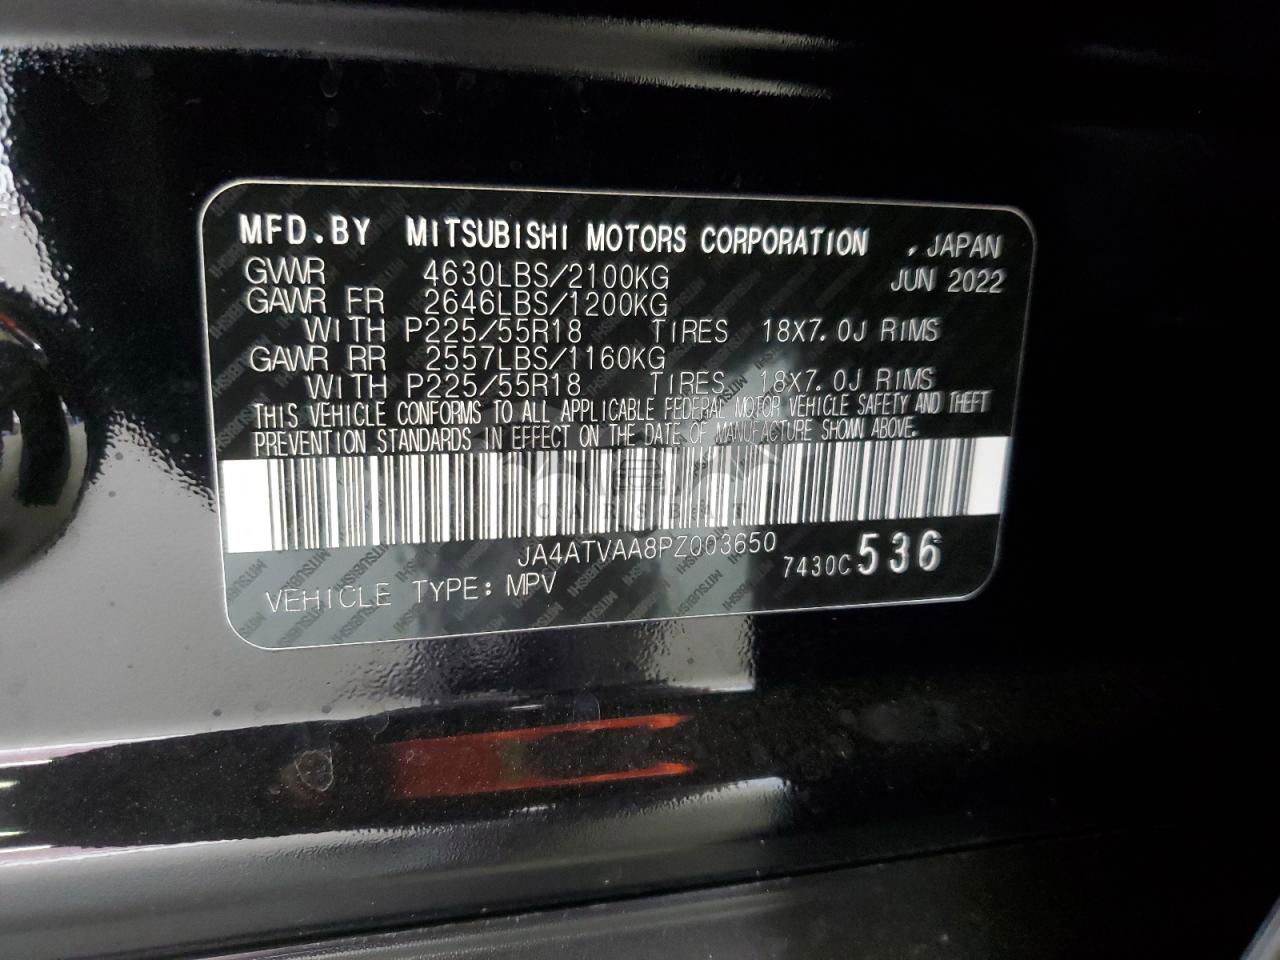 MFD.BY MITSUBISHI MOTORS CORPORATION , JAPAN
GVWR 4630LBS/2100KG JUN 2022
GAWR FR 2646LBS/1200KG
WITH P225/55R18 TIRES 18X7.0J RIMS
GAWR RR 2557LBS/1160KG
WITH P225/55R18 TIRES, 18X7.0J RIMS
THIS VEHICLE CONFORMS TO ALL APPLICABLE FEDERAL MOTOR VEHICLE SAFETY AND THEFT
PREVENTION STANDARDS IN EFFECT ON THE DATE OF MANUFACTURE SHOWN ABOVE.
CARSBAT
JA4ATVAA8PZ003650 7430C 536
VEHICLE TYPE: MPV